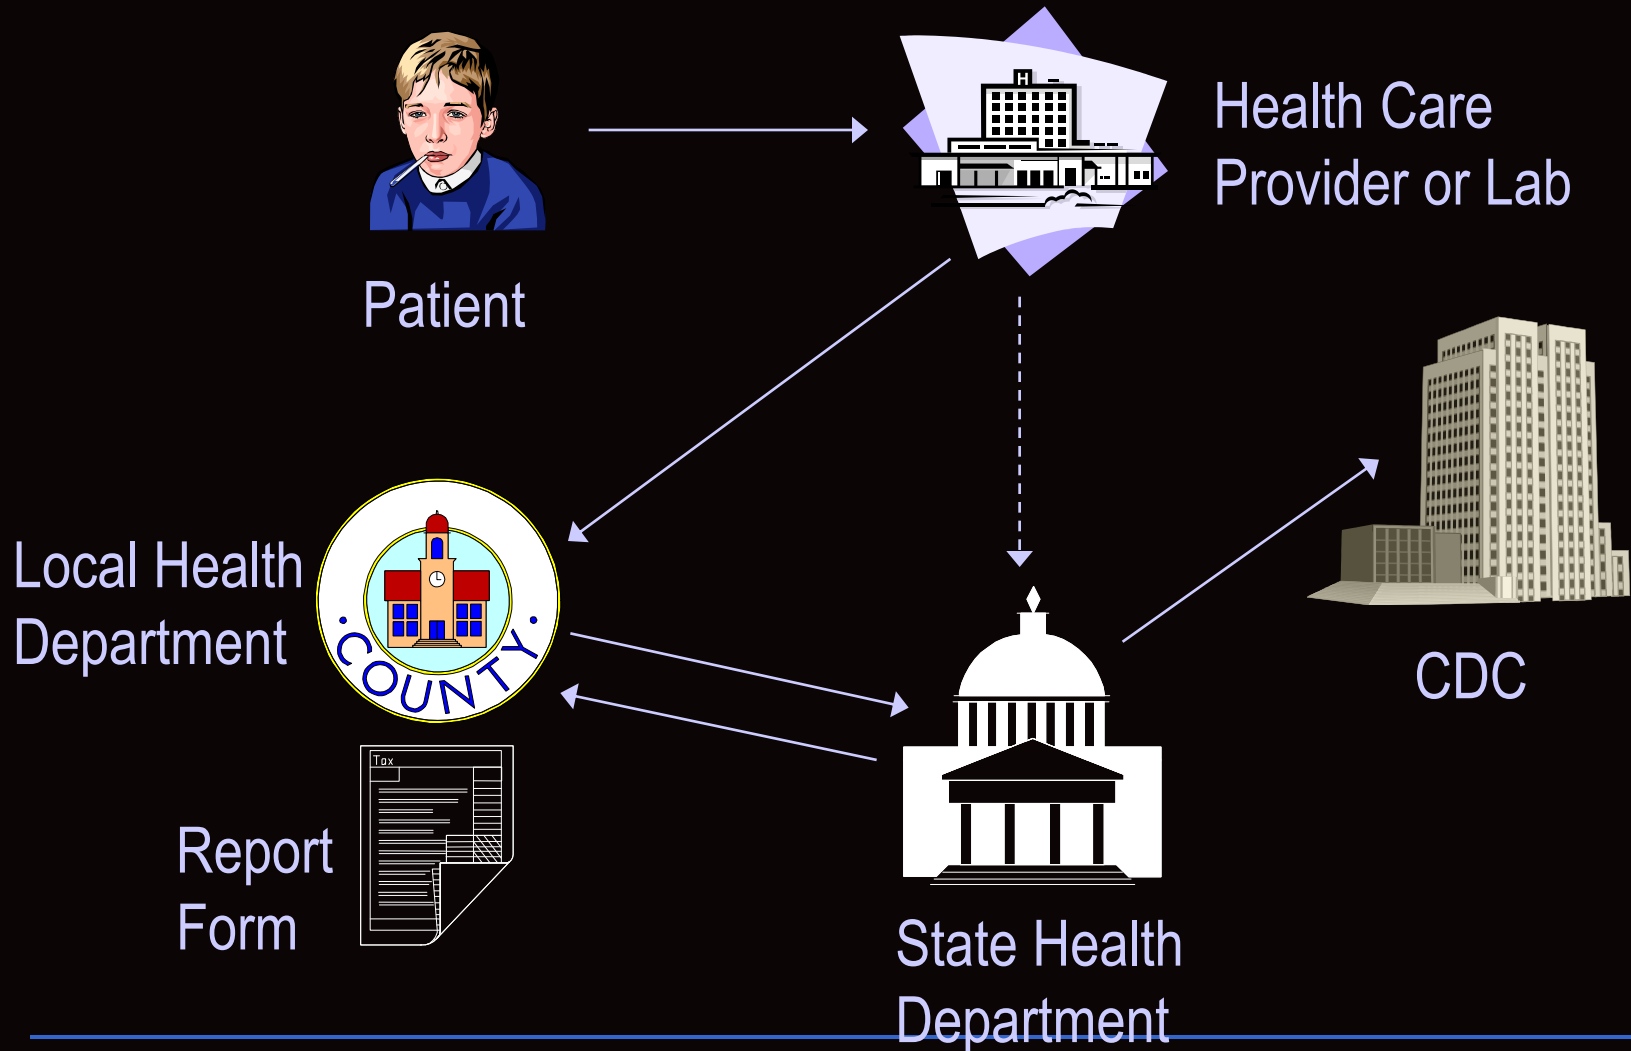 Health Care
Provider or Lab
Patient
Local Health
Department
COUNTY
CDC
Tax
Report
Form
State Health
Department